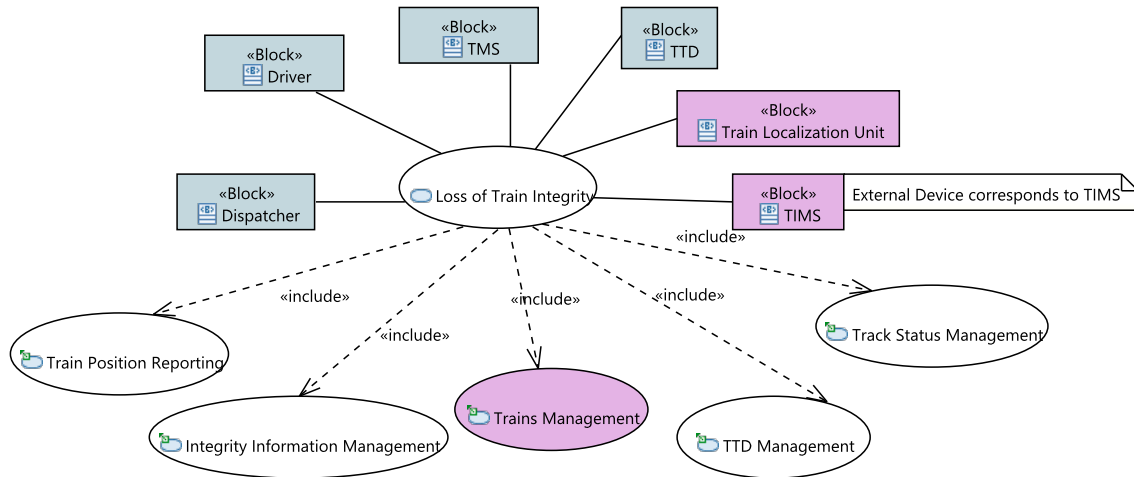 «Block»
TMS
«Block»
TTD
«Block»
Driver
«Block»
Train Localization Unit
«Block»
Dispatcher
Loss of Train Integrity
«Block»
TIMS
External Device corresponds to TIMS
«include»
«include»
«include»
«include»
«include»
Train Position Reporting
Track Status Management
Integrity Information Management
Trains Management
TTD Management